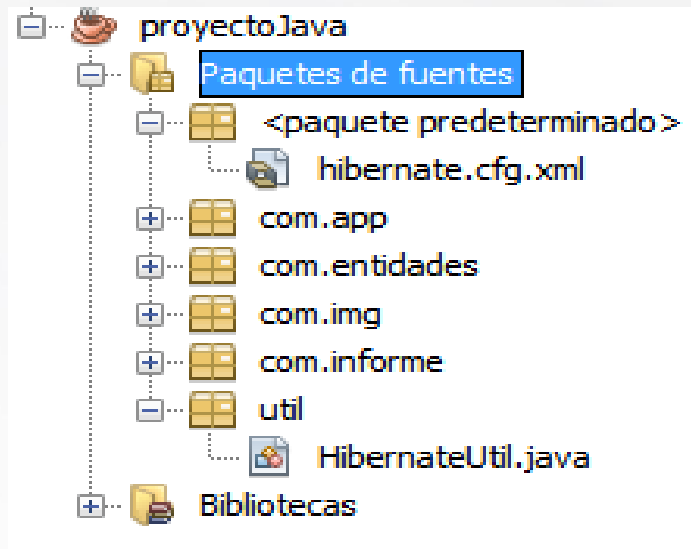 proyectoJava
Paquetes de fuentes
<paquete predeterminado>
hibernate.cfg.xml
com.app
com.entidades
com.img
com.informe
util
HibernateUtil.java
Bibliotecas